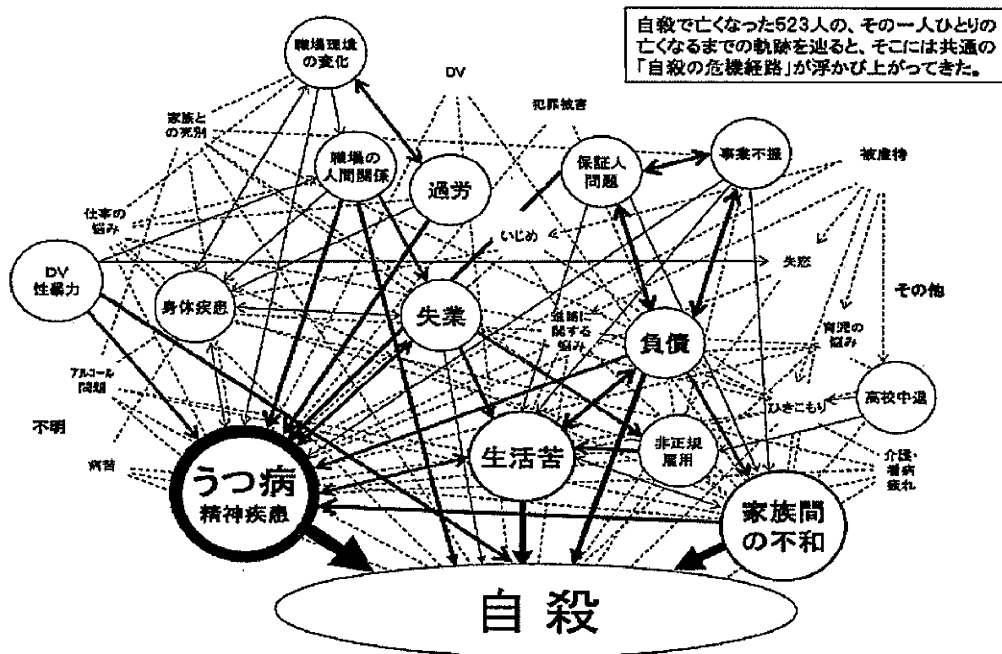 自殺で亡くなった523人の、その一人ひとりの
亡くなるまでの軌跡を辿ると、そこには共通の
「自殺の危機経路」が浮かび上がってきた。
職場環境
の変化
DV
犯罪被害
家族と
の死別
職場の
人間関係
過労
保証人
問題
事業不振
被虐待
仕事の
悩み
いじめ
DV
性暴力
失恋
身体疾患
失業
進路に
関する
悩み
負債
その他
育児の
悩み
アルコール
問題
ひきこもり
高校中退
不明
病苦
うつ病
精神疾患
生活苦
非正規
雇用
介護・
看病
疲れ
家族間
の不和
自殺